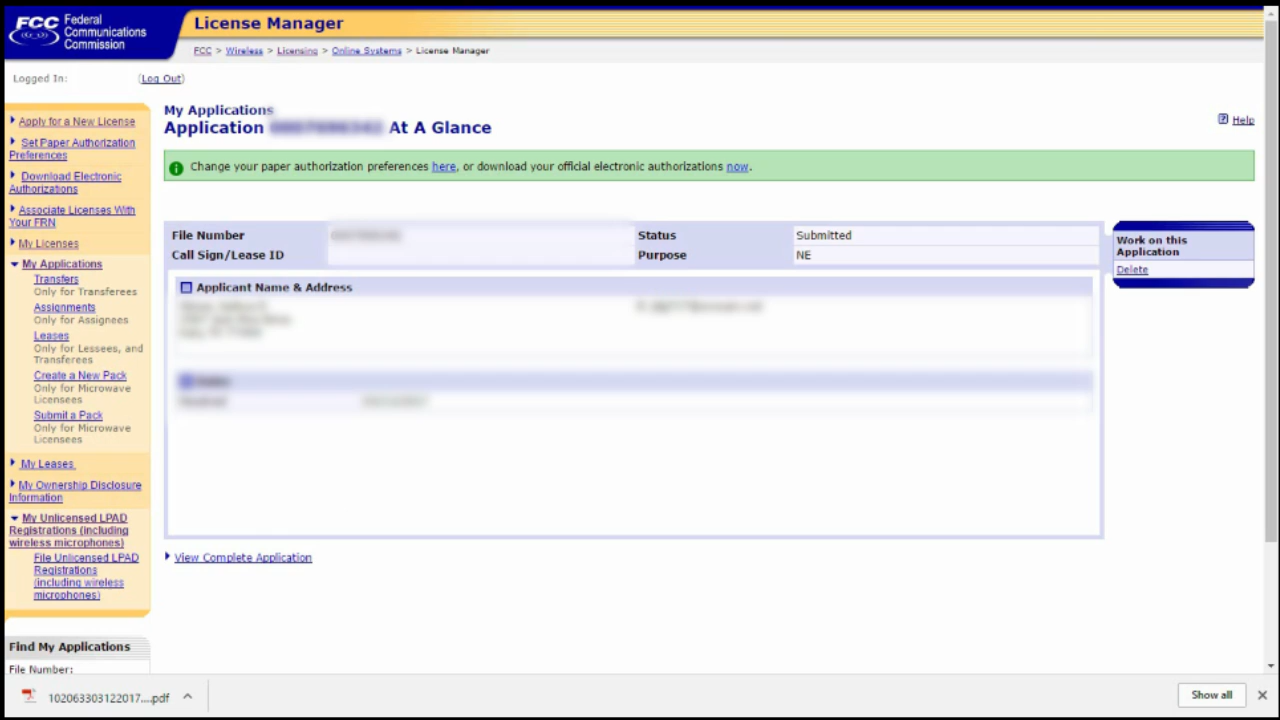 FCC Federal
Communications
Commission
License Manager
FCC > Wireless > Licensing > Online Systems > License Manager
Logged In: (Log Out)
Apply for a New License
Set Paper Authorization
Preferences
Download Electronic
Authorizations
Associate Licenses With
Your FRN
My Licenses
My Applications
Transfers
Only for Transferees
Assignments
Only for Assignees
Leases
Only for Lessees, and
Transferees
Create a New Pack
Only for Microwave
Licensees
Submit a Pack
Only for Microwave
Licensees
My Leases
My Ownership Disclosure
Information
My Unlicensed LPAD
Registrations (including
wireless microphones)
File Unlicensed LPAD
Registrations
(including wireless
microphones)
Find My Applications
File Number:
My Applications
Application At A Glance
Help
Change your paper authorization preferences here, or download your official electronic authorizations now.
File Number Status Submitted
Call Sign/Lease ID Purpose NE
Applicant Name & Address
View Complete Application
Work on this
Application
Delete
102063303122017....pdf
Show all